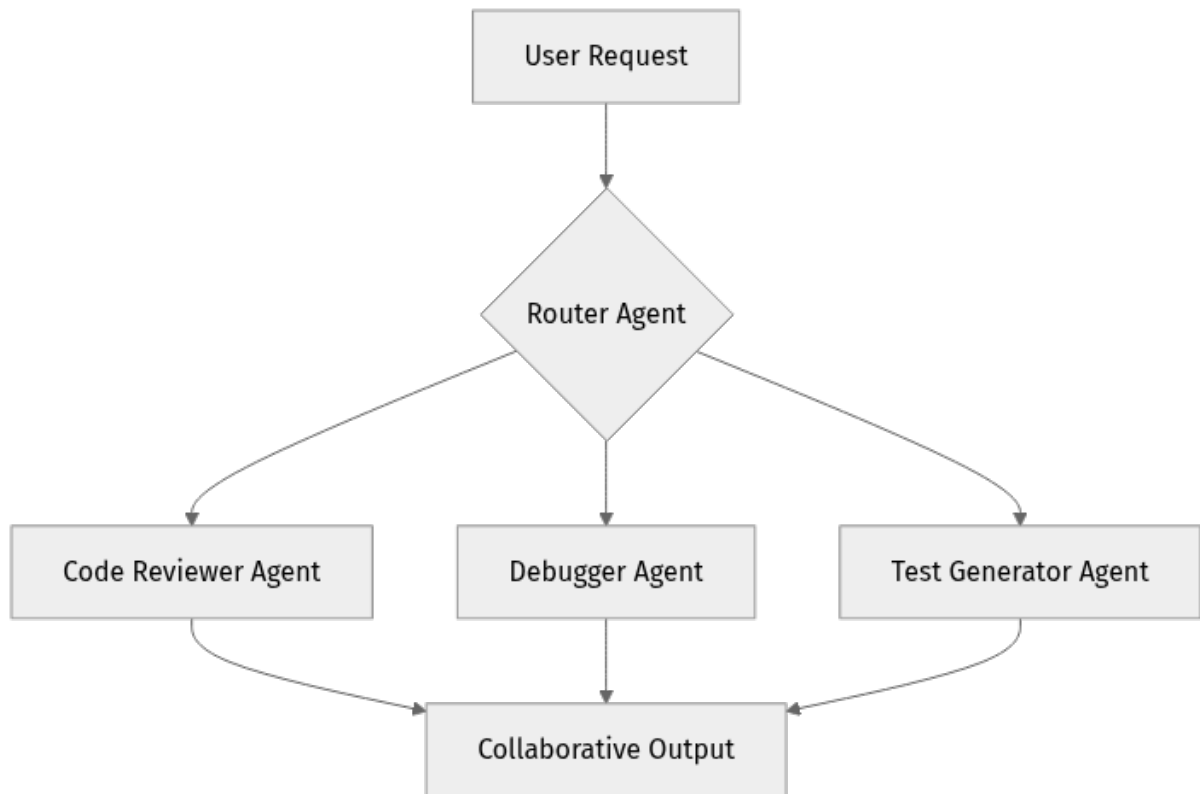 User Request
Router Agent
Code Reviewer Agent
Debugger Agent
Test Generator Agent
Collaborative Output